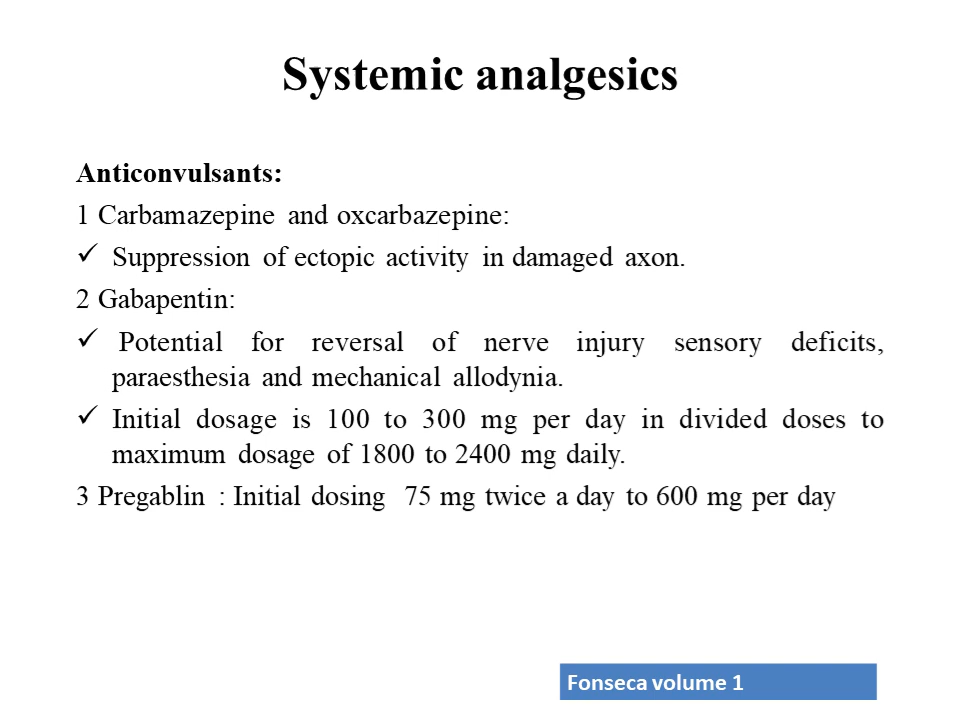 Systemic analgesics
Anticonvulsants:
1 Carbamazepine and oxcarbazepine:
✓ Suppression of ectopic activity in damaged axon.
2 Gabapentin:
✓ Potential for reversal of nerve injury sensory deficits,
paraesthesia and mechanical allodynia.
✓ Initial dosage is 100 to 300 mg per day in divided doses to
maximum dosage of 1800 to 2400 mg daily.
3 Pregablin : Initial dosing 75 mg twice a day to 600 mg per day
Fonseca volume 1